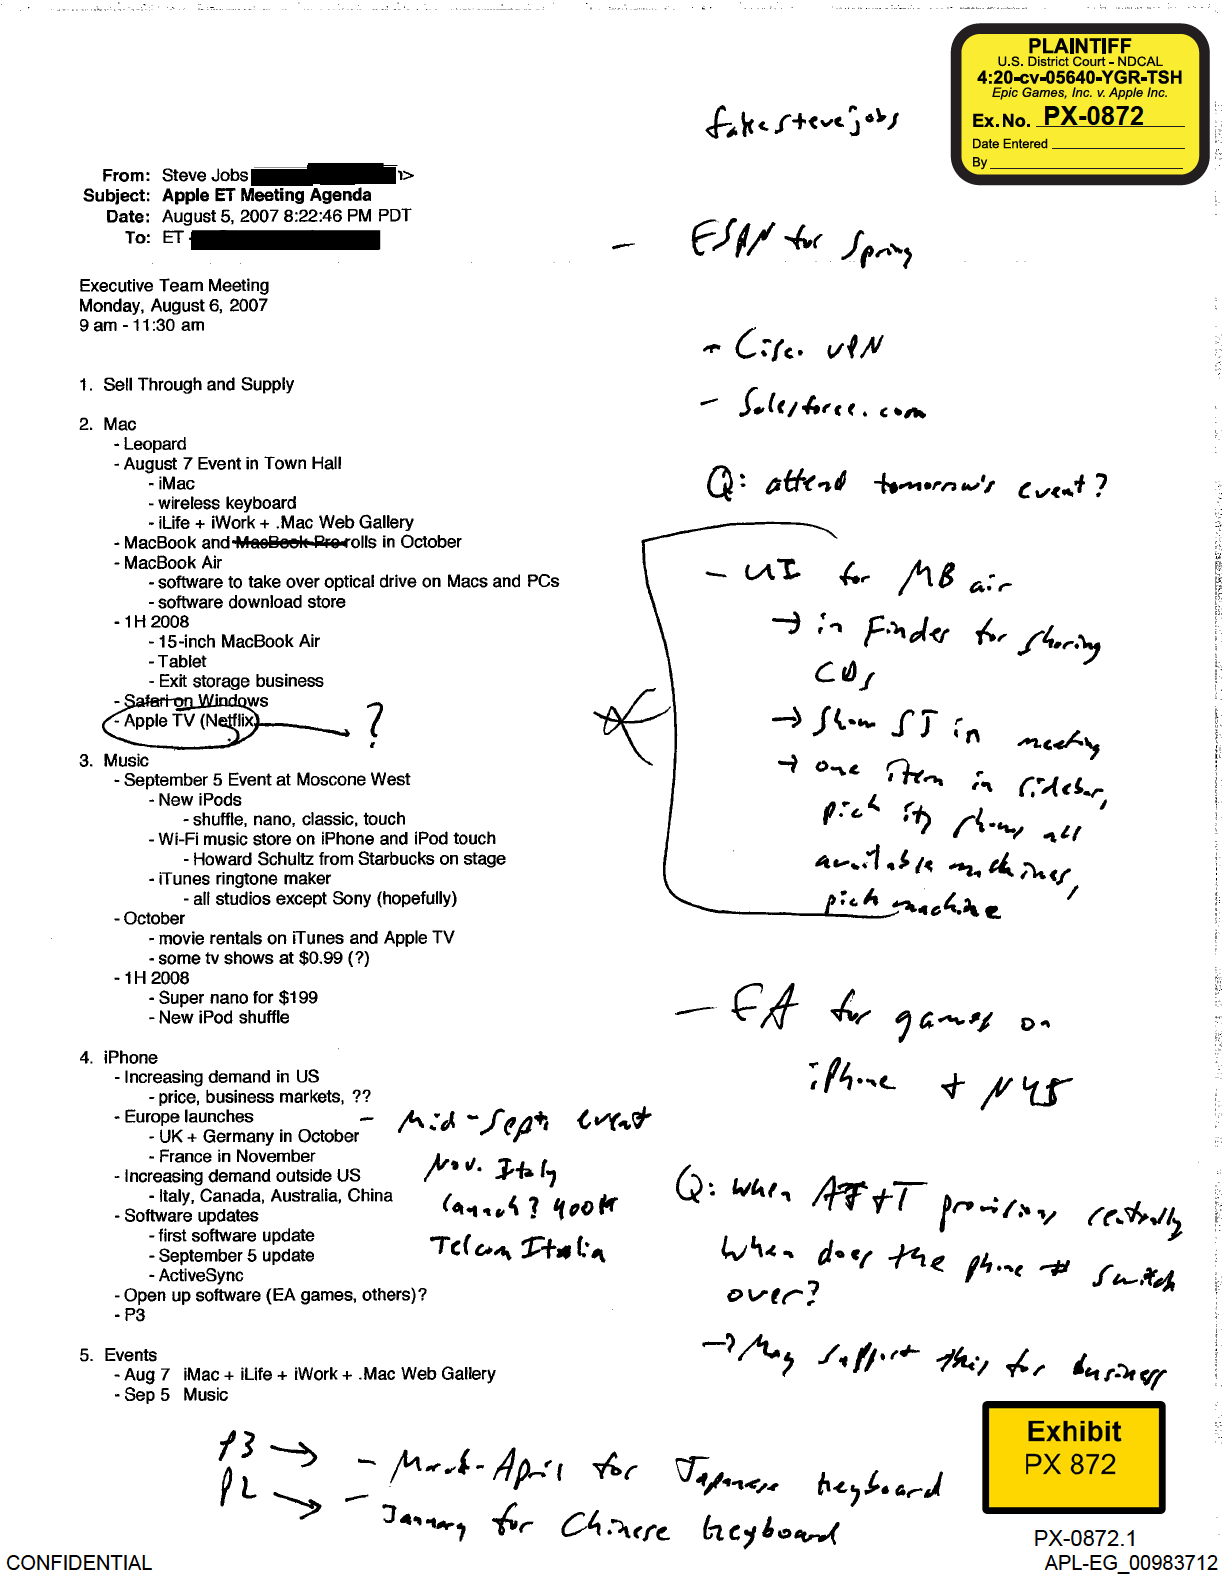 PLAINTIFF
U.S. District Court - NDCAL
4:20-cv-05640-YGR-TSH
Epic Games, Inc. v. Apple Inc.
Ex.No. PX-0872
Date Entered
By
fakestevejobs
From: Steve Jobs
Subject: Apple ET Meeting Agenda
Date: August 5, 2007 8:22:46 PM PDT
To: ET
- ESPN for Spring
Executive Team Meeting
Monday, August 6, 2007
9 am - 11:30 am
- Cisco VPN
- Salesforce.com
Q: attend tomorrow's event?
1. Sell Through and Supply
2. Mac
- Leopard
- August 7 Event in Town Hall
- iMac
- wireless keyboard
- iLife + iWork + .Mac Web Gallery
- MacBook and MacBook Pro rolls in October
- MacBook Air
- software to take over optical drive on Macs and PCs
- software download store
- 1H 2008
- 15-inch MacBook Air
- Tablet
- Exit storage business
- Safari on Windows
- Apple TV (Netflix) ?
- UI for MB air
→ in Finder for sharing
CDs
→ Show SJ in meeting
→ one item in sidebar,
pick it, shows all
available machines,
pick machine
3. Music
- September 5 Event at Moscone West
- New iPods
- shuffle, nano, classic, touch
- Wi-Fi music store on iPhone and iPod touch
- Howard Schultz from Starbucks on stage
- iTunes ringtone maker
- all studios except Sony (hopefully)
- October
- movie rentals on iTunes and Apple TV
- some tv shows at $0.99 (?)
- 1H 2008
- Super nano for $199
- New iPod shuffle
- EA for games on
iPhone + N45
4. iPhone
- Increasing demand in US
- price, business markets, ??
- Europe launches
- UK + Germany in October
- France in November
- Increasing demand outside US
- Italy, Canada, Australia, China
- Software updates
- first software update
- September 5 update
- ActiveSync
- Open up software (EA games, others)?
- P3
- Mid-Sept. event
Nov. Italy
launch? 400M
Telcom Italia
Q: when AT+T provisions centrally
when does the phone # switch
over?
→ May support this for business
5. Events
- Aug 7 iMac + iLife + iWork + .Mac Web Gallery
- Sep 5 Music
P3 → - March-April for Japanese keyboard
P2 → - January for Chinese keyboard
Exhibit
PX 872
PX-0872.1
CONFIDENTIAL
APL-EG_00983712